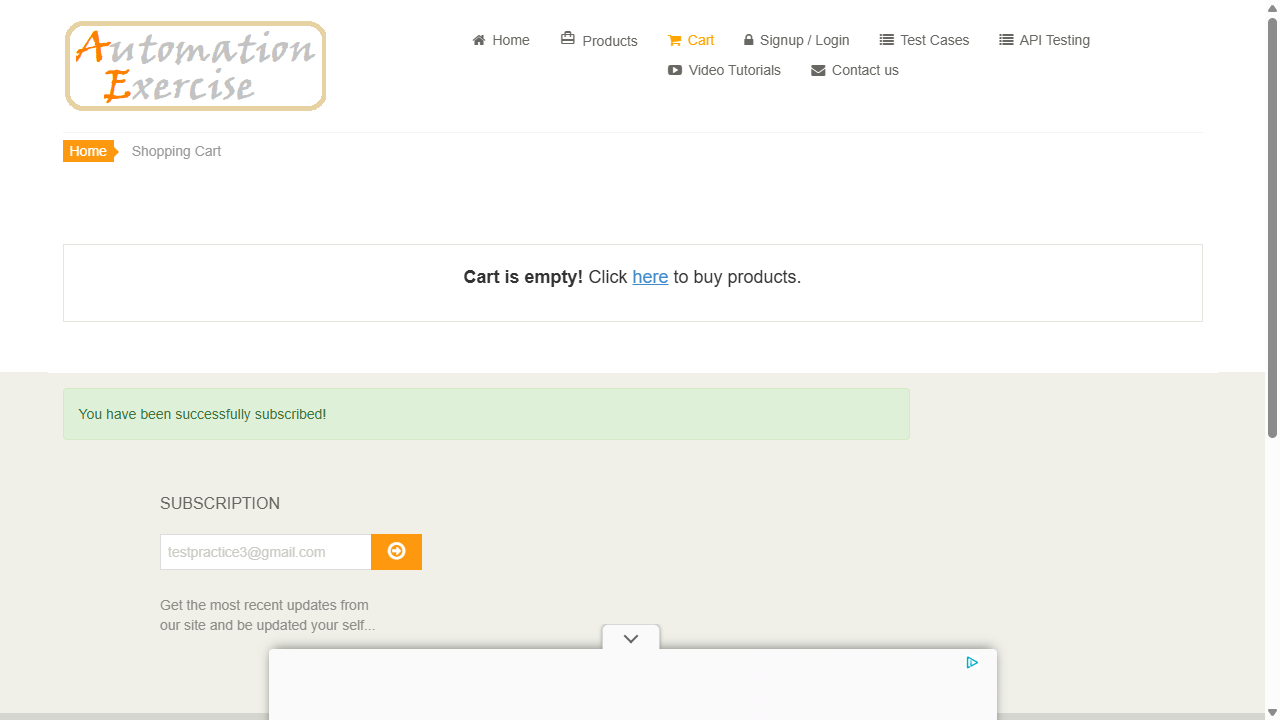 Automation
Exercise
Home
Products
Cart
Signup / Login
Test Cases
API Testing
Video Tutorials
Contact us
Home
Shopping Cart
Cart is empty! Click here to buy products.
You have been successfully subscribed!
SUBSCRIPTION
testpractice3@gmail.com
Get the most recent updates from
our site and be updated your self...